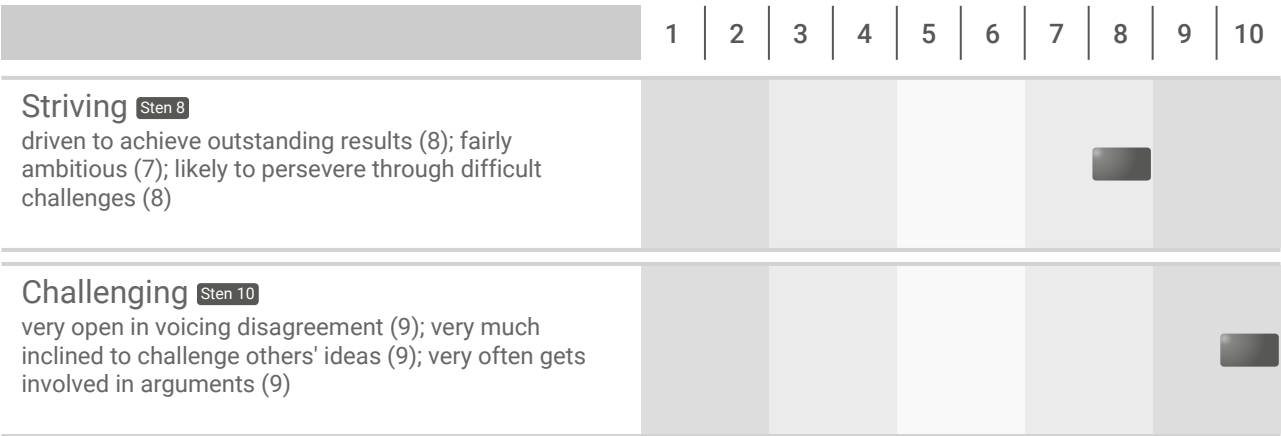 1 2 3 4 5 6 7 8 9 10
Striving Sten 8
driven to achieve outstanding results (8); fairly
ambitious (7); likely to persevere through difficult
challenges (8)
Challenging Sten 10
very open in voicing disagreement (9); very much
inclined to challenge others' ideas (9); very often gets
involved in arguments (9)